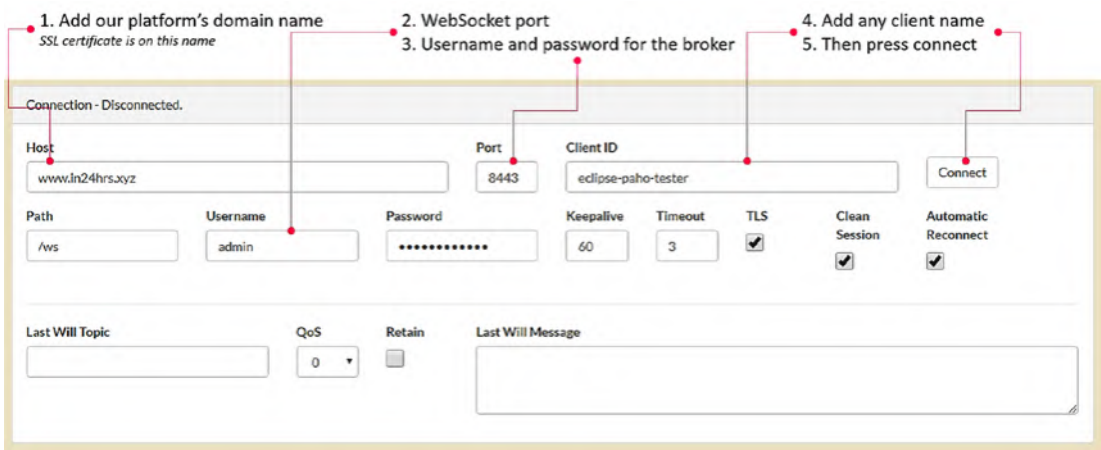 1. Add our platform's domain name
SSL certificate is on this name
2. WebSocket port
3. Username and password for the broker
4. Add any client name
5. Then press connect
Connection - Disconnected.
Host
Port
Client ID
www.in24hrs.xyz
8443
eclipse-paho-tester
Connect
Path
Username
Password
Keepalive
Timeout
TLS
Clean Session
Automatic Reconnect
/ws
admin
••••••••••••
60
3
Last Will Topic
QoS
Retain
Last Will Message
0